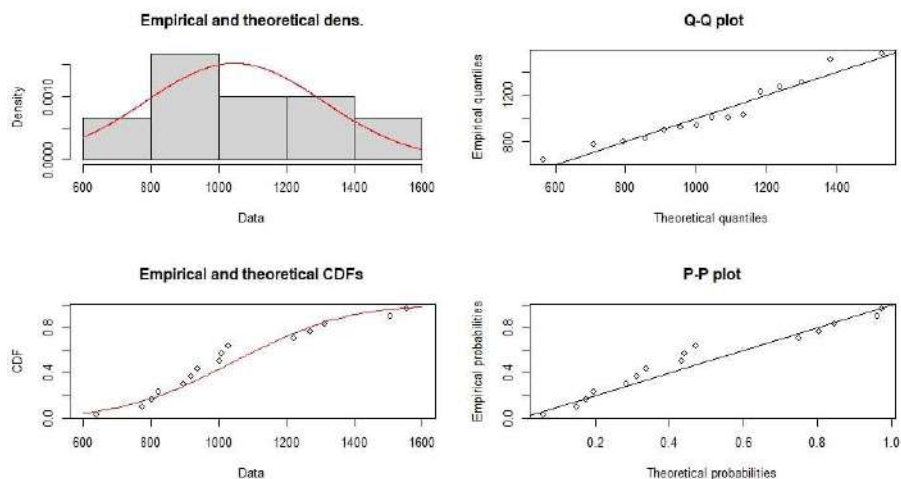 Empirical and theoretical dens.
Density
0.0000
0.0010
600 800 1000 1200 1400 1600
Data
Q-Q plot
Empirical quantiles
800
1200
600 800 1000 1200 1400
Theoretical quantiles
Empirical and theoretical CDFs
CDF
0.0
0.4
0.8
600 800 1000 1200 1400 1600
Data
P-P plot
Empirical probabilities
0.0
0.4
0.8
0.2 0.4 0.6 0.8 1.0
Theoretical probabilities